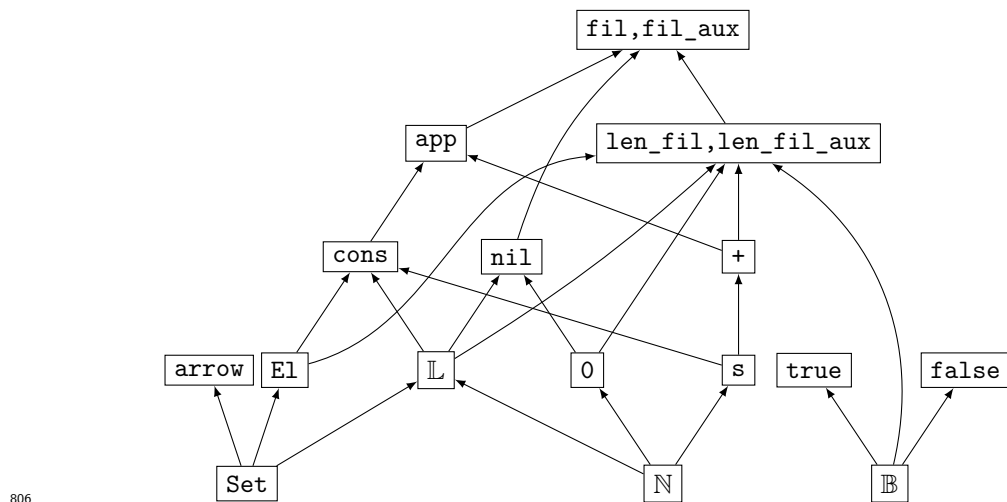 fil,fil_aux
app len_fil,len_fil_aux
cons nil +
arrow El 𝕃 0 s true false
Set ℕ 𝔹
806